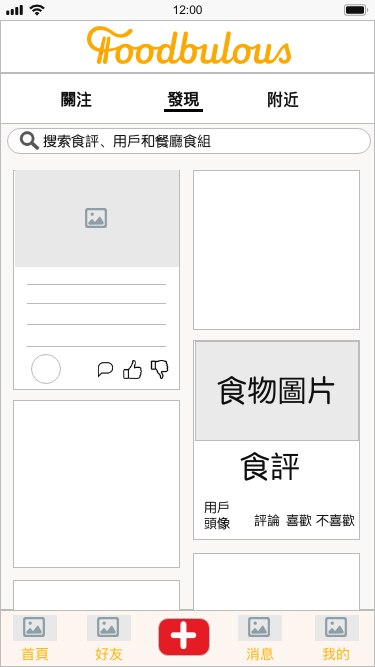 12:00
Foodbulous
關注 發現 附近
搜索食評、用戶和餐廳食組
食物圖片
食評
用戶
頭像
評論 喜歡 不喜歡
首頁 好友 消息 我的